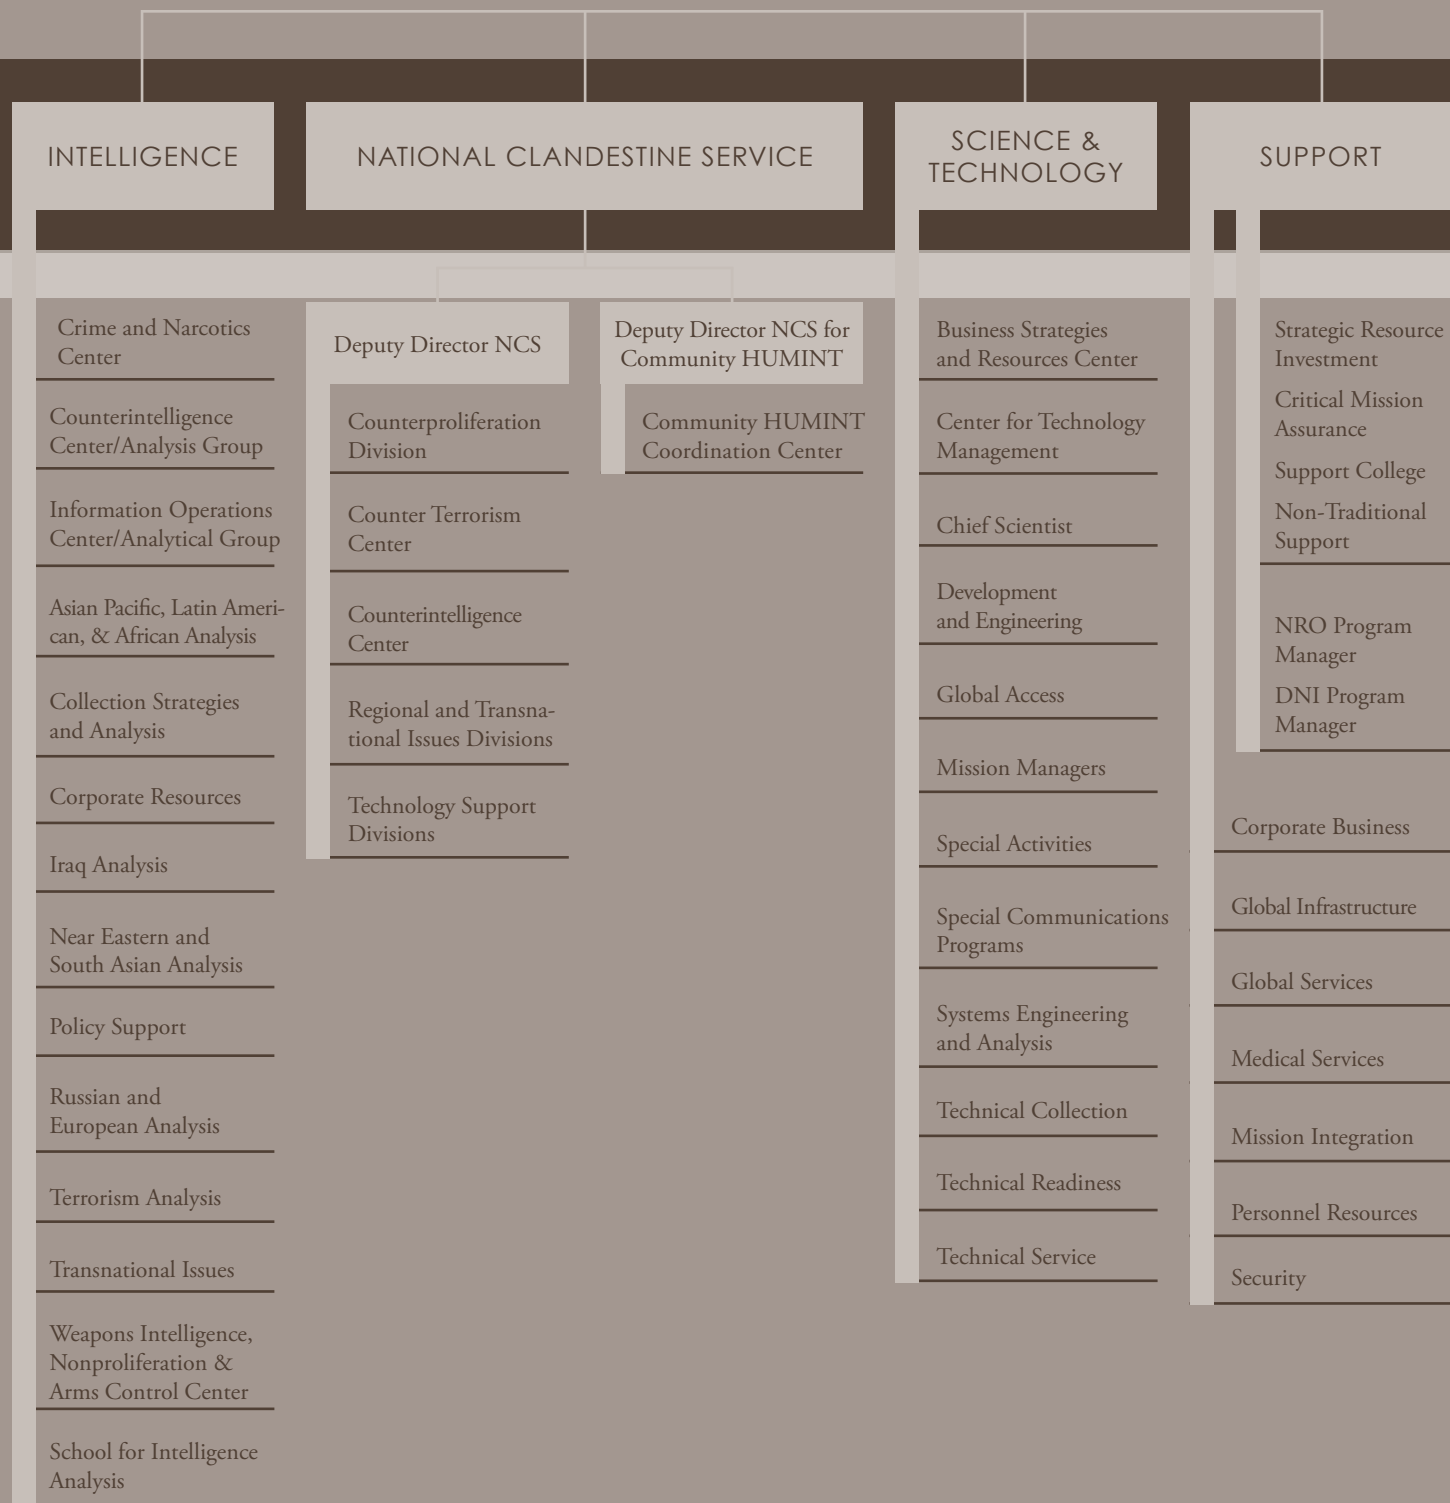 INTELLIGENCE
NATIONAL CLANDESTINE SERVICE
SCIENCE &
TECHNOLOGY
SUPPORT
Crime and Narcotics
Center
Counterintelligence
Center/Analysis Group
Information Operations
Center/Analytical Group
Asian Pacific, Latin Ameri-
can, & African Analysis
Collection Strategies
and Analysis
Corporate Resources
Iraq Analysis
Near Eastern and
South Asian Analysis
Policy Support
Russian and
European Analysis
Terrorism Analysis
Transnational Issues
Weapons Intelligence,
Nonproliferation &
Arms Control Center
School for Intelligence
Analysis
Deputy Director NCS
Counterproliferation
Division
Counter Terrorism
Center
Counterintelligence
Center
Regional and Transna-
tional Issues Divisions
Technology Support
Divisions
Deputy Director NCS for
Community HUMINT
Community HUMINT
Coordination Center
Business Strategies
and Resources Center
Center for Technology
Management
Chief Scientist
Development
and Engineering
Global Access
Mission Managers
Special Activities
Special Communications
Programs
Systems Engineering
and Analysis
Technical Collection
Technical Readiness
Technical Service
Strategic Resource
Investment
Critical Mission
Assurance
Support College
Non-Traditional
Support
NRO Program
Manager
DNI Program
Manager
Corporate Business
Global Infrastructure
Global Services
Medical Services
Mission Integration
Personnel Resources
Security